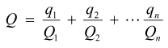 Q = q₁/Q₁ + q₂/Q₂ + ⋯ qₙ/Qₙ